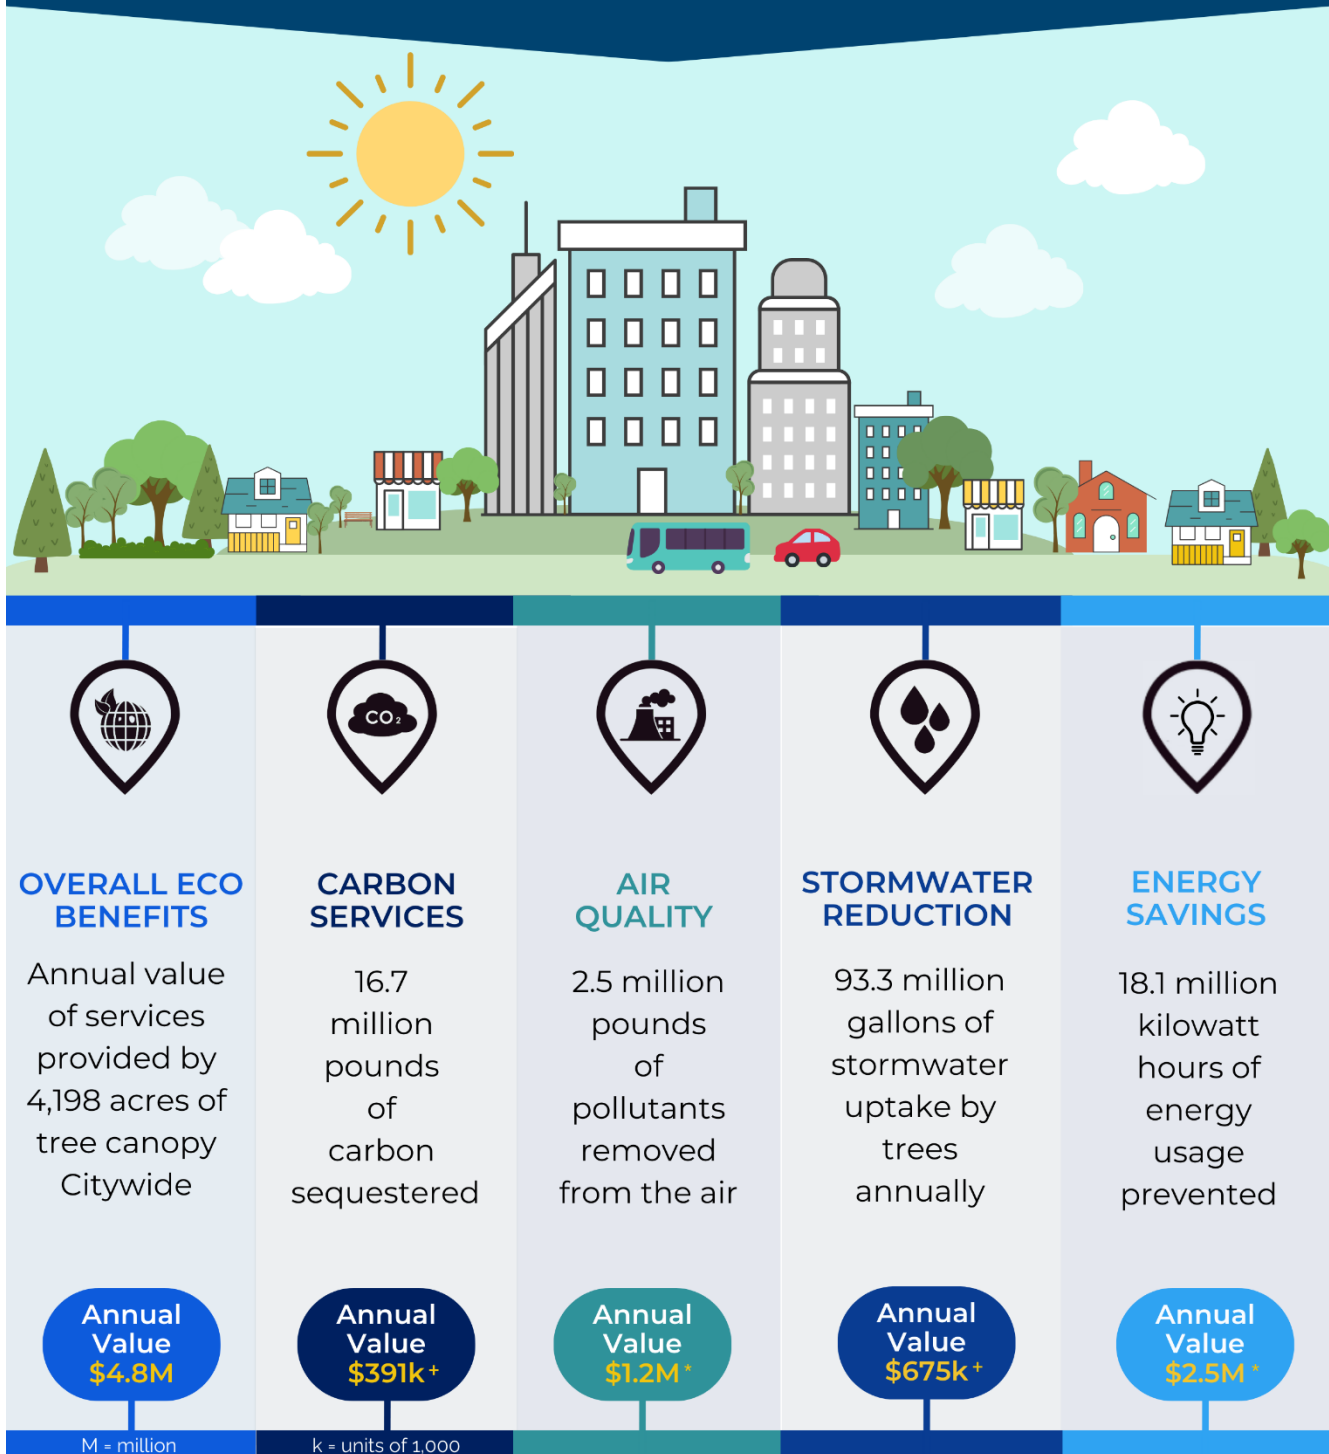 CO₂
OVERALL ECO
BENEFITS
Annual value
of services
provided by
4,198 acres of
tree canopy
Citywide
Annual
Value
$4.8M
M = million
CARBON
SERVICES
16.7
million
pounds
of
carbon
sequestered
Annual
Value
$391k+
k = units of 1,000
AIR
QUALITY
2.5 million
pounds
of
pollutants
removed
from the air
Annual
Value
$1.2M*
STORMWATER
REDUCTION
93.3 million
gallons of
stormwater
uptake by
trees
annually
Annual
Value
$675k+
ENERGY
SAVINGS
18.1 million
kilowatt
hours of
energy
usage
prevented
Annual
Value
$2.5M*